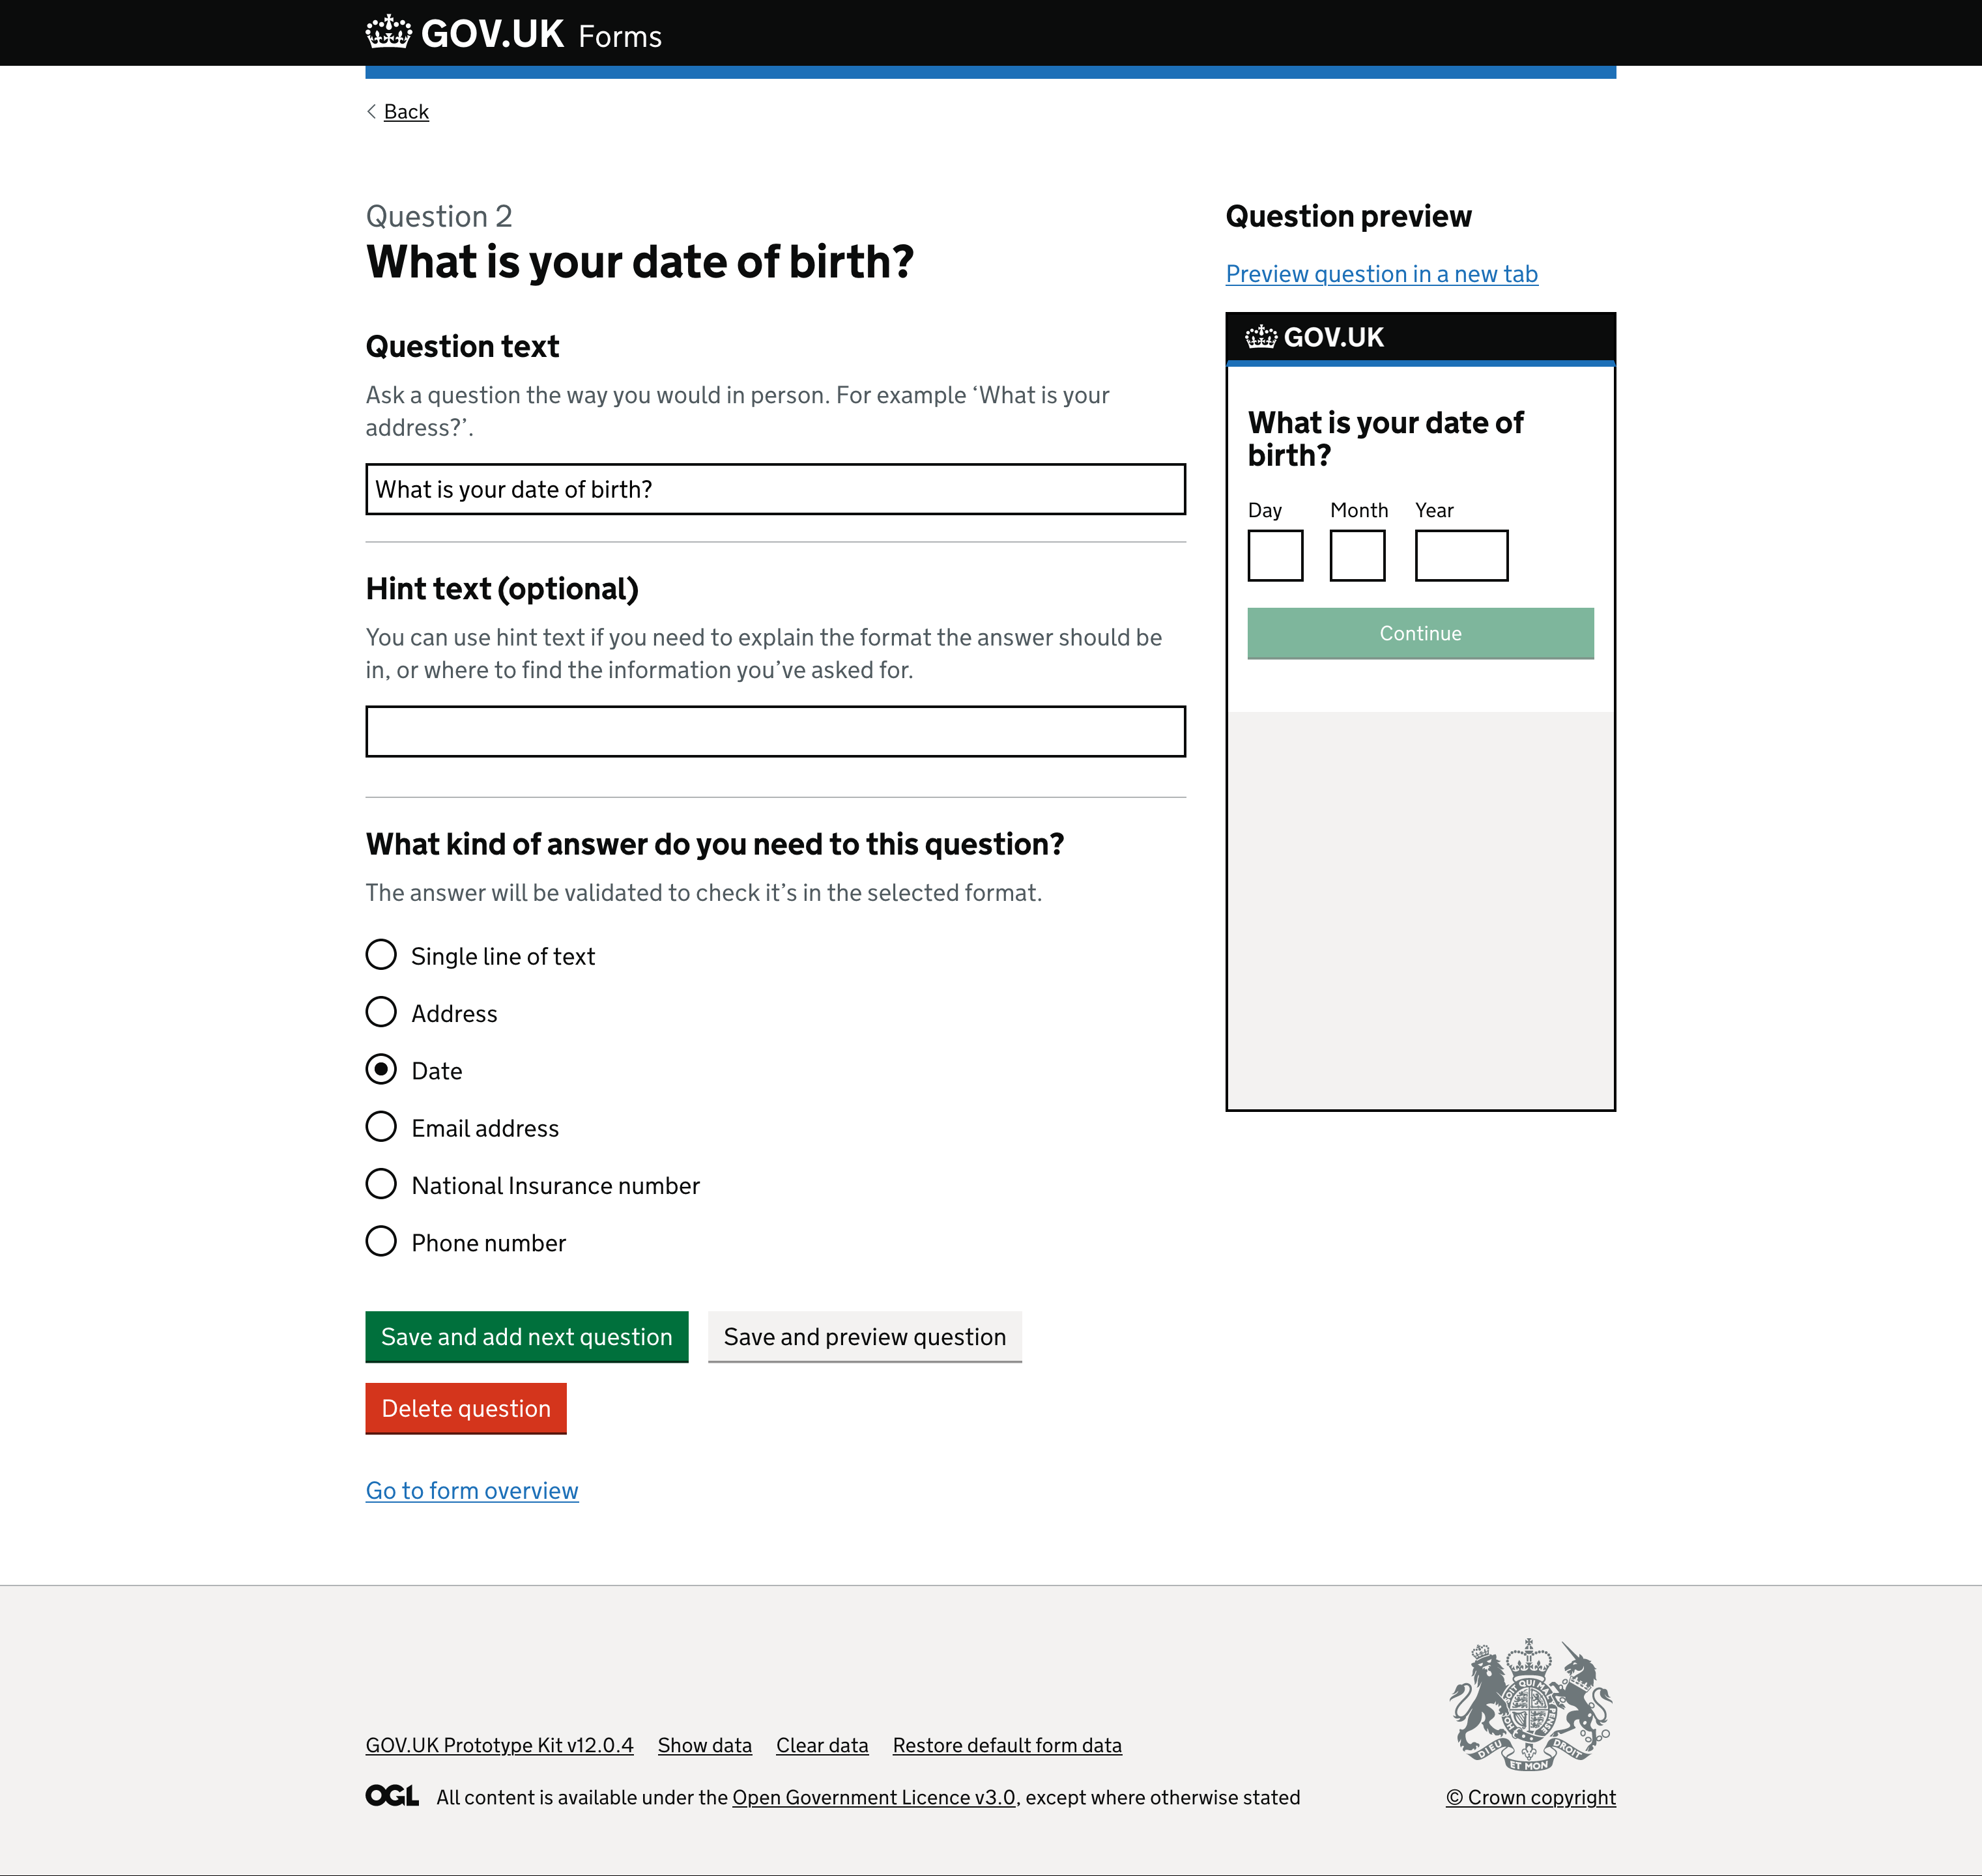 GOV.UK Forms
Back
Question 2
What is your date of birth?
Question text
Ask a question the way you would in person. For example ‘What is your
address?’.
What is your date of birth?
Hint text (optional)
You can use hint text if you need to explain the format the answer should be
in, or where to find the information you’ve asked for.
What kind of answer do you need to this question?
The answer will be validated to check it’s in the selected format.
Single line of text
Address
Date
Email address
National Insurance number
Phone number
Save and add next question
Save and preview question
Delete question
Go to form overview
Question preview
Preview question in a new tab
GOV.UK
What is your date of
birth?
Day Month Year
Continue
GOV.UK Prototype Kit v12.0.4 Show data Clear data Restore default form data
OGL All content is available under the Open Government Licence v3.0, except where otherwise stated
DIEU ET MON DROIT
© Crown copyright